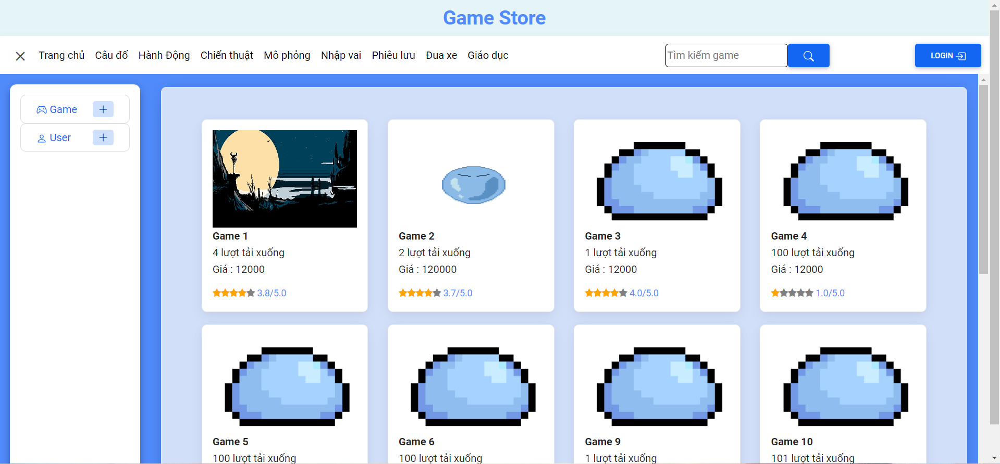 Game Store
Trang chủ Câu đố Hành Động Chiến thuật Mô phỏng Nhập vai Phiêu lưu Đua xe Giáo dục
Tìm kiếm game
LOGIN
Game
User
Game 1
4 lượt tải xuống
Giá : 12000
3.8/5.0
Game 2
2 lượt tải xuống
Giá : 120000
3.7/5.0
Game 3
1 lượt tải xuống
Giá : 12000
4.0/5.0
Game 4
100 lượt tải xuống
Giá : 12000
1.0/5.0
Game 5
100 lượt tải xuống
Game 6
100 lượt tải xuống
Game 9
1 lượt tải xuống
Game 10
101 lượt tải xuống